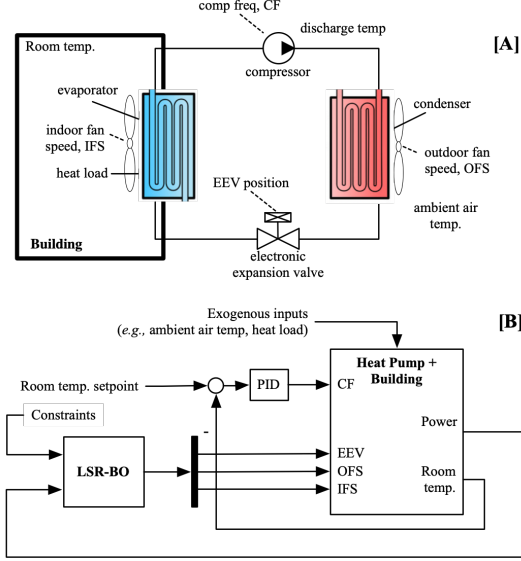 comp freq, CF
discharge temp
[A]
Room temp.
compressor
evaporator
condenser
indoor fan
speed, IFS
outdoor fan
speed, OFS
heat load
EEV position
ambient air
temp.
Building
electronic
expansion valve
Exogenous inputs
(e.g., ambient air temp, heat load)
[B]
Heat Pump +
Building
Room temp. setpoint
PID
CF
Constraints
-
Power
LSR-BO
EEV
OFS
IFS
Room
temp.